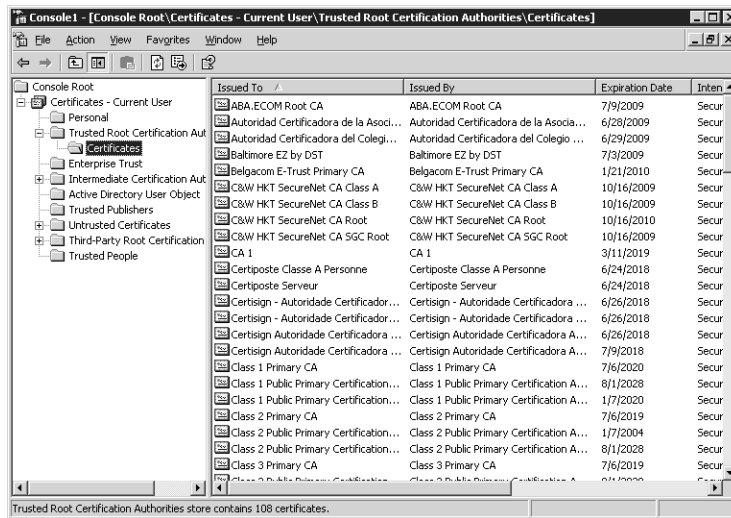 Console1 - [Console Root\Certificates - Current User\Trusted Root Certification Authorities\Certificates]
File Action View Favorites Window Help
Console Root
Certificates - Current User
Personal
Trusted Root Certification Aut
Certificates
Enterprise Trust
Intermediate Certification Aut
Active Directory User Object
Trusted Publishers
Untrusted Certificates
Third-Party Root Certification
Trusted People
Issued To Issued By Expiration Date Inten
ABA.ECOM Root CA ABA.ECOM Root CA 7/9/2009 Secur
Autoridad Certificadora de la Asoci... Autoridad Certificadora de la Asocia... 6/28/2009 Secur
Autoridad Certificadora del Colegi... Autoridad Certificadora del Colegio ... 6/29/2009 Secur
Baltimore EZ by DST Baltimore EZ by DST 7/3/2009 Secur
Belgacom E-Trust Primary CA Belgacom E-Trust Primary CA 1/21/2010 Secur
C&W HKT SecureNet CA Class A C&W HKT SecureNet CA Class A 10/16/2009 Secur
C&W HKT SecureNet CA Class B C&W HKT SecureNet CA Class B 10/16/2009 Secur
C&W HKT SecureNet CA Root C&W HKT SecureNet CA Root 10/16/2010 Secur
C&W HKT SecureNet CA SGC Root C&W HKT SecureNet CA SGC Root 10/16/2009 Secur
CA 1 CA 1 3/11/2019 Secur
Certiposte Classe A Personne Certiposte Classe A Personne 6/24/2018 Secur
Certiposte Serveur Certiposte Serveur 6/24/2018 Secur
Certisign - Autoridade Certificador... Certisign - Autoridade Certificadora ... 6/26/2018 Secur
Certisign - Autoridade Certificador... Certisign - Autoridade Certificadora ... 6/26/2018 Secur
Certisign Autoridade Certificadora ... Certisign Autoridade Certificadora A... 6/26/2018 Secur
Certisign Autoridade Certificadora ... Certisign Autoridade Certificadora A... 7/9/2018 Secur
Class 1 Primary CA Class 1 Primary CA 7/6/2020 Secur
Class 1 Public Primary Certification... Class 1 Public Primary Certification A... 8/1/2028 Secur
Class 1 Public Primary Certification... Class 1 Public Primary Certification A... 1/7/2020 Secur
Class 2 Primary CA Class 2 Primary CA 7/6/2019 Secur
Class 2 Public Primary Certification... Class 2 Public Primary Certification A... 1/7/2004 Secur
Class 2 Public Primary Certification... Class 2 Public Primary Certification A... 8/1/2028 Secur
Class 3 Primary CA Class 3 Primary CA 7/6/2019 Secur
Trusted Root Certification Authorities store contains 108 certificates.